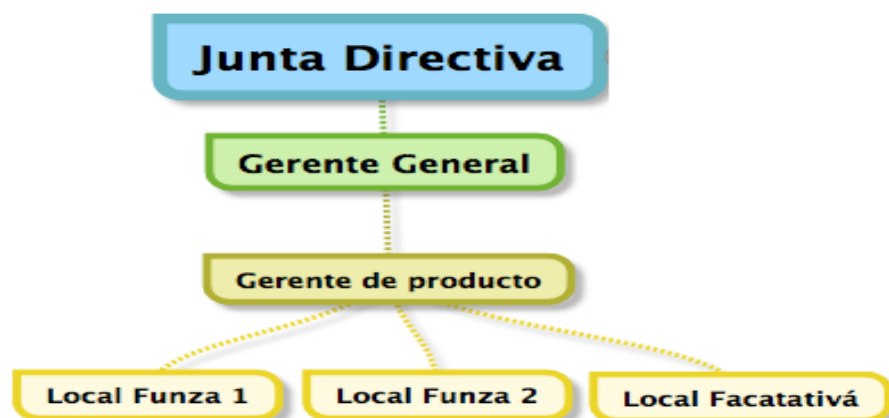 Junta Directiva
Gerente General
Gerente de producto
Local Funza 1
Local Funza 2
Local Facatativá